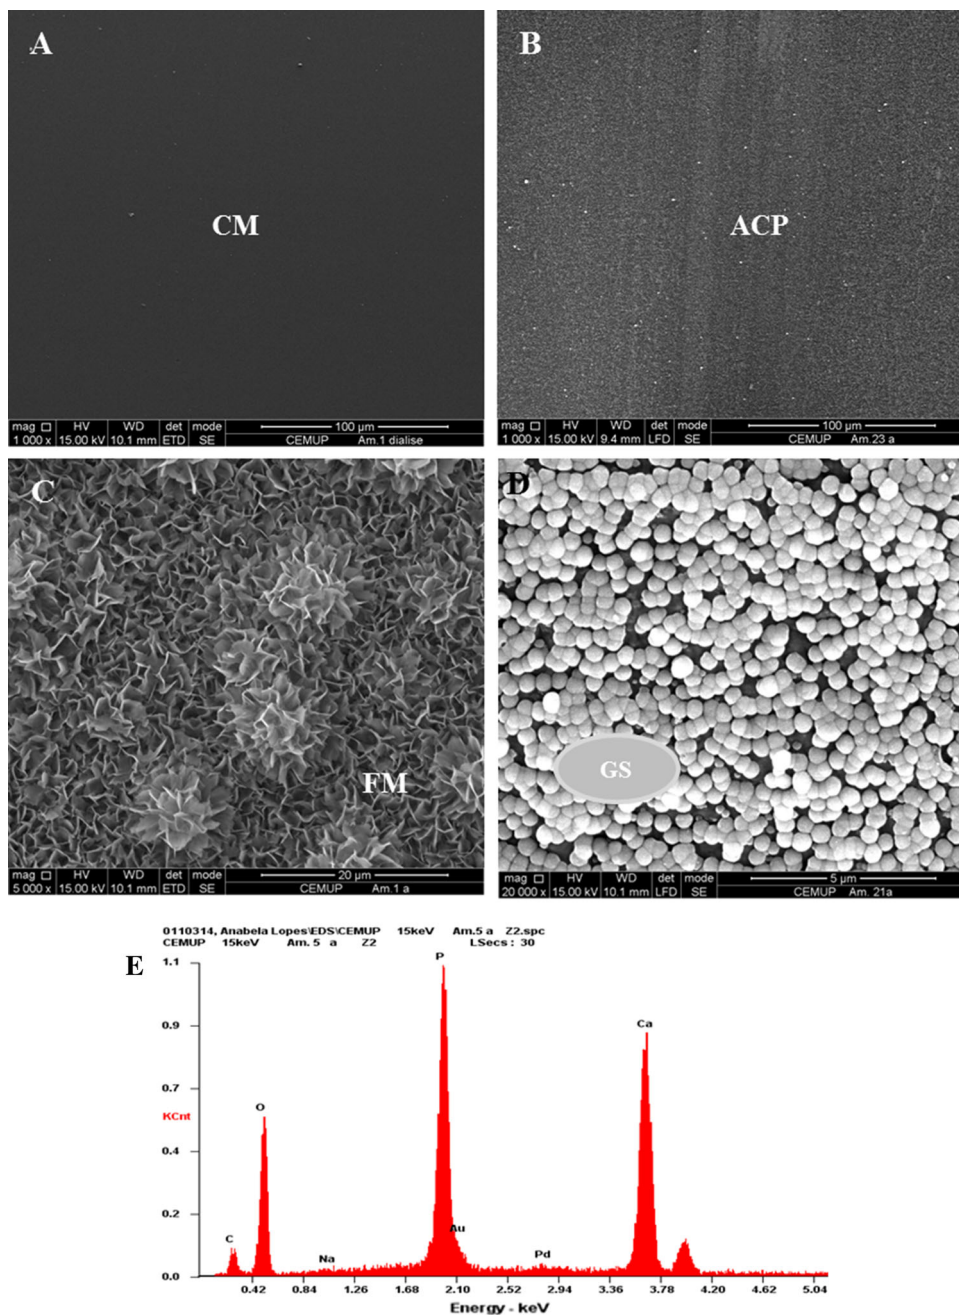 A
CM
mag HV WD det mode 100 µm
1 000 x 15.00 kV 10.1 mm ETD SE CEMUP Am.1 dialise
B
ACP
mag HV WD det mode 100 µm
1 000 x 15.00 kV 9.4 mm LFD SE CEMUP Am.23 a
C
FM
mag HV WD det mode 20 µm
5 000 x 15.00 kV 10.1 mm ETD SE CEMUP Am.1 a
D
GS
mag HV WD det mode 5 µm
20 000 x 15.00 kV 10.1 mm LFD SE CEMUP Am. 21a
0110314, Anabela Lopes\EDS\CEMUP 15keV Am.5 a Z2.spc
CEMUP 15keV Am. 5 a Z2 LSecs : 30
E
1.1
P
0.9
Ca
0.7
KCnt
O
0.4
0.2
C
Na
Au
Pd
0.0
0.42 0.84 1.26 1.68 2.10 2.52 2.94 3.36 3.78 4.20 4.62 5.04
Energy - keV